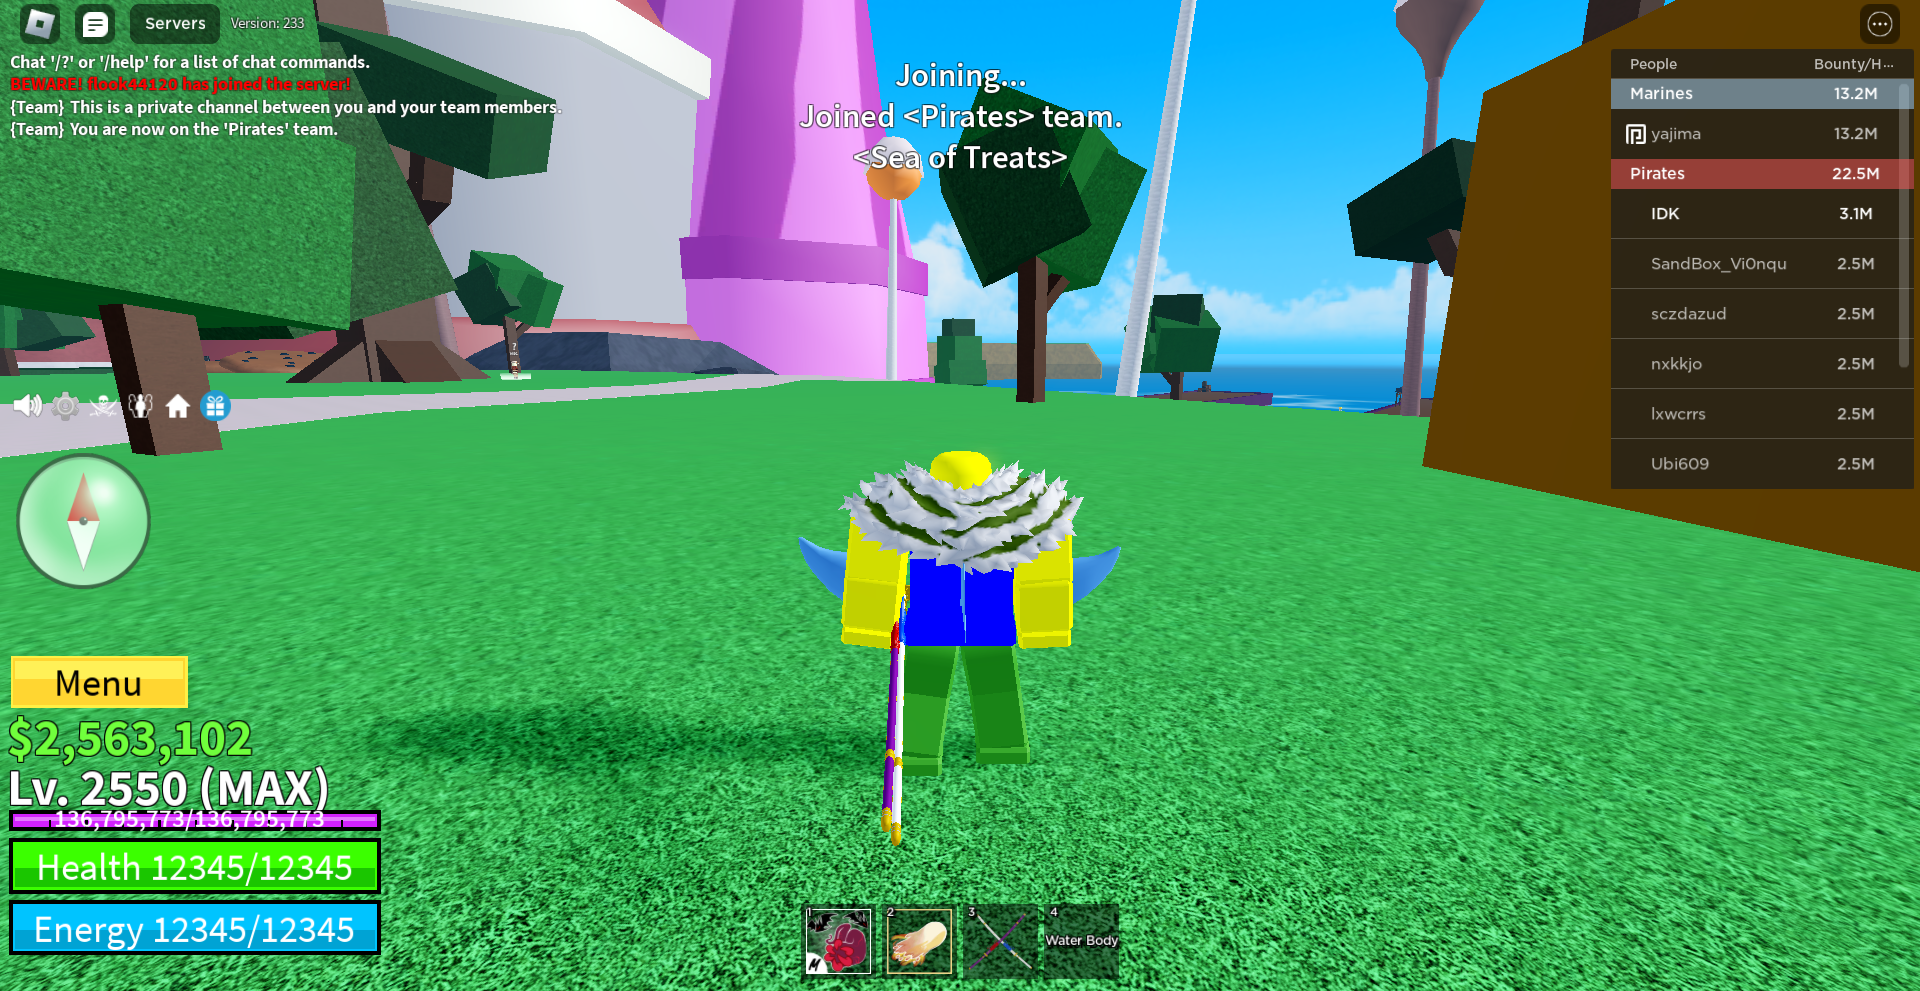 Servers
Version: 233
Chat '/?' or '/help' for a list of chat commands.
BEWARE! flook44120 has joined the server!
{Team} This is a private channel between you and your team members.
{Team} You are now on the 'Pirates' team.
Joining...
Joined <Pirates> team.
<Sea of Treats>
People Bounty/H...
Marines 13.2M
yajima 13.2M
Pirates 22.5M
IDK 3.1M
SandBox_Vi0nqu 2.5M
sczdazud 2.5M
nxkkjo 2.5M
lxwcrrs 2.5M
Ubi609 2.5M
Menu
$2,563,102
Lv. 2550 (MAX)
136,795,773/136,795,773
Health 12345/12345
Energy 12345/12345
1
M
2
3
4
Water Body